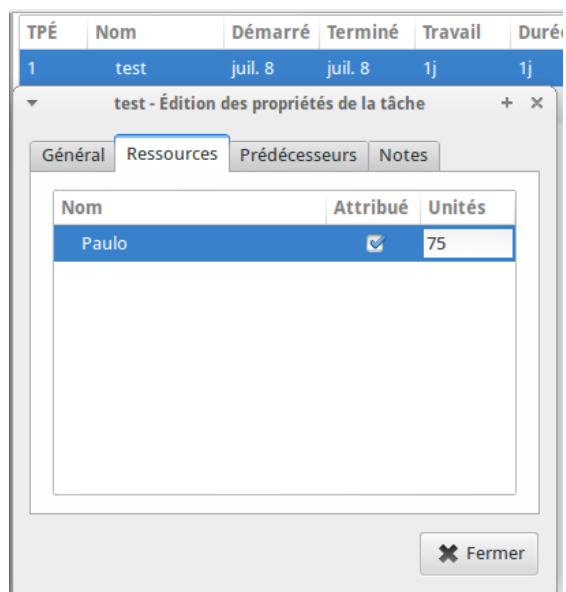 TPÉ Nom Démarré Terminé Travail Durée
1 test juil. 8 juil. 8 1j 1j
test - Édition des propriétés de la tâche
Général Ressources Prédécesseurs Notes
Nom Attribué Unités
Paulo 75
Fermer